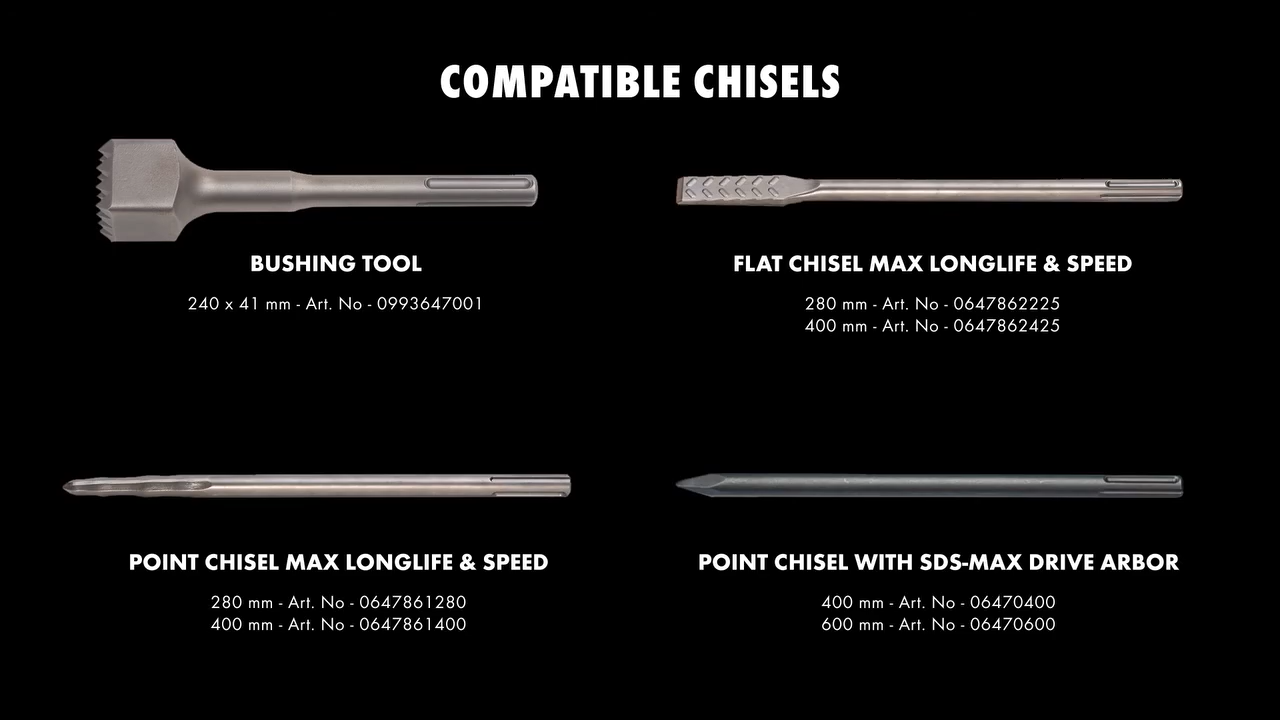 COMPATIBLE CHISELS
BUSHING TOOL
240 x 41 mm - Art. No - 0993647001
FLAT CHISEL MAX LONGLIFE & SPEED
280 mm - Art. No - 0647862225
400 mm - Art. No - 0647862425
POINT CHISEL MAX LONGLIFE & SPEED
280 mm - Art. No - 0647861280
400 mm - Art. No - 0647861400
POINT CHISEL WITH SDS-MAX DRIVE ARBOR
400 mm - Art. No - 06470400
600 mm - Art. No - 06470600